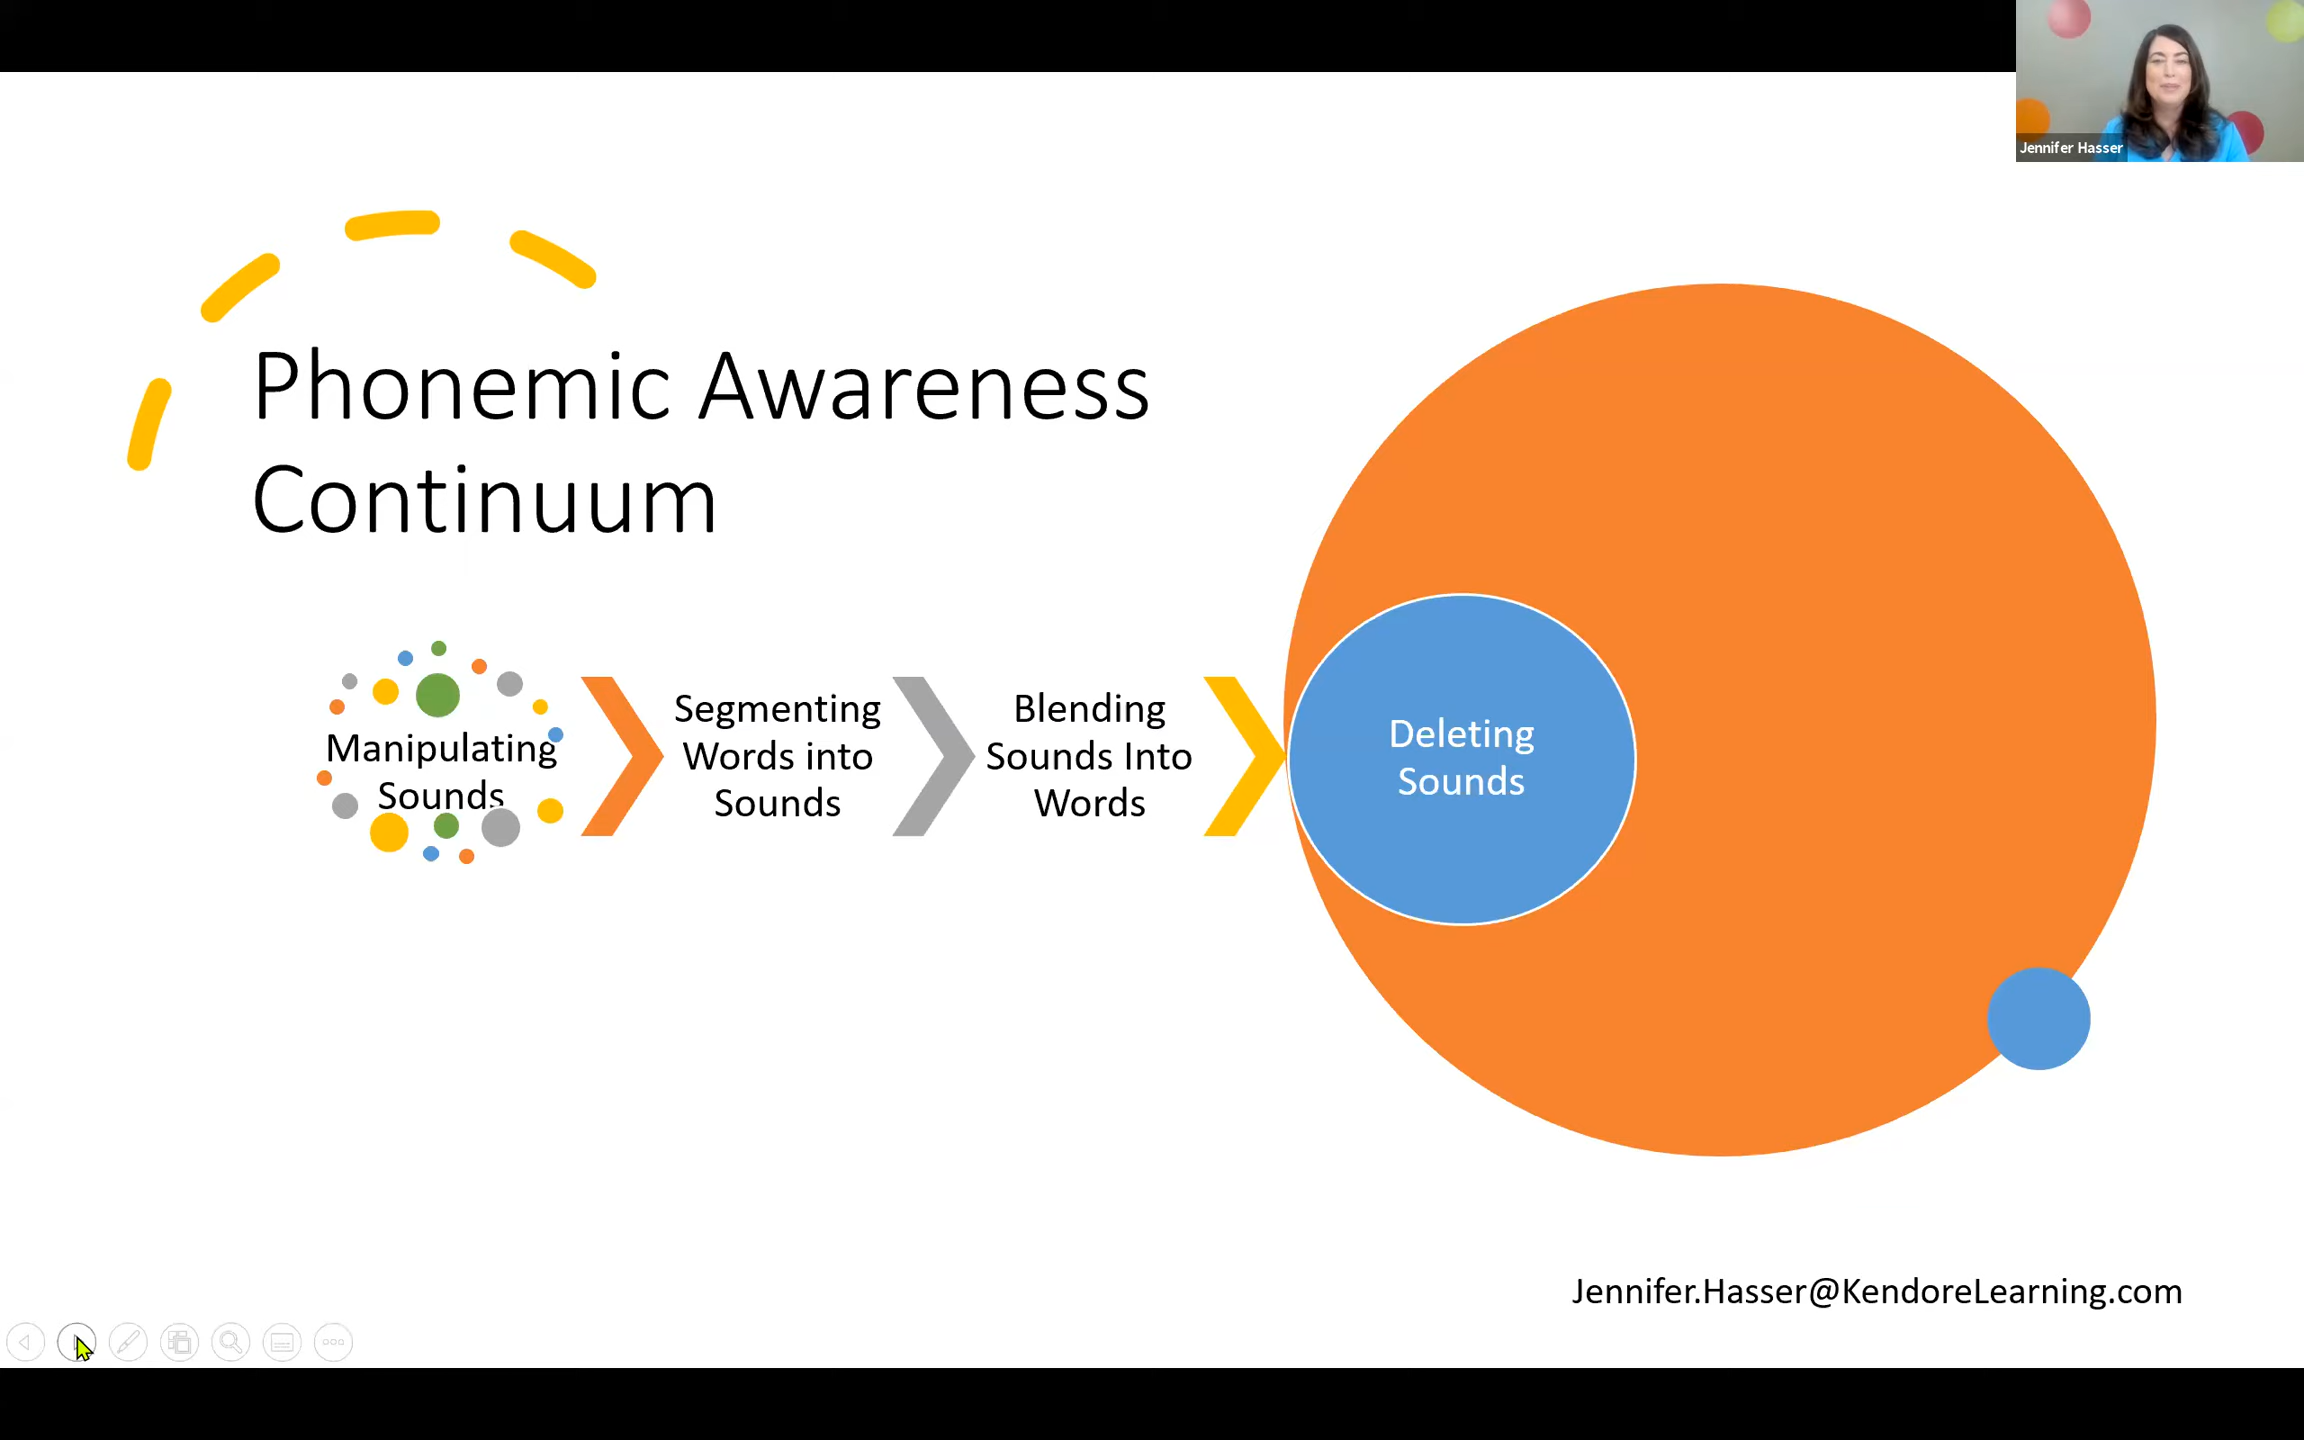 Jennifer Hasser
Phonemic Awareness
Continuum
Manipulating
Sounds
Segmenting
Words into
Sounds
Blending
Sounds Into
Words
Deleting
Sounds
Jennifer.Hasser@KendoreLearning.com